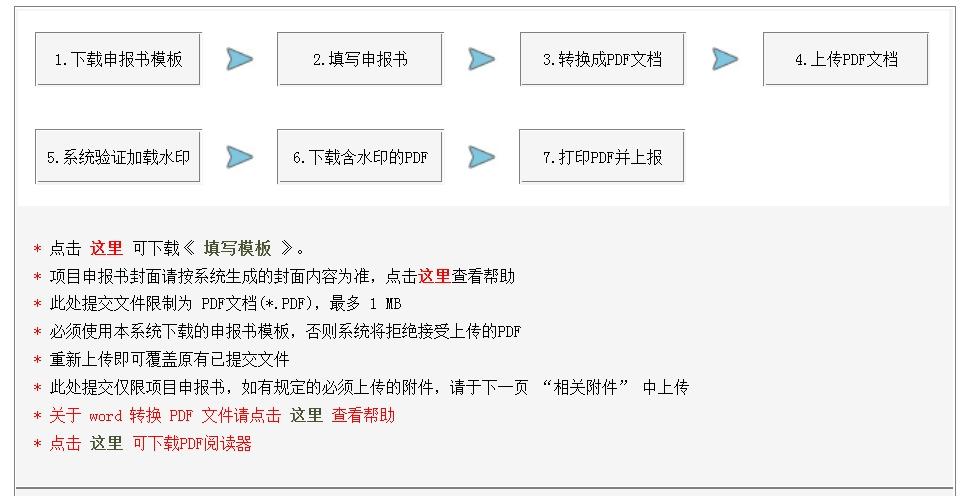 1.下载申报书模板
2.填写申报书
3.转换成PDF文档
4.上传PDF文档
5.系统验证加载水印
6.下载含水印的PDF
7.打印PDF并上报
* 点击 这里 可下载《 填写模板 》。
* 项目申报书封面请按系统生成的封面内容为准，点击这里查看帮助
* 此处提交文件限制为 PDF文档(*.PDF)，最多 1 MB
* 必须使用本系统下载的申报书模板，否则系统将拒绝接受上传的PDF
* 重新上传即可覆盖原有已提交文件
* 此处提交仅限项目申报书，如有规定的必须上传的附件，请于下一页 “相关附件” 中上传
* 关于 word 转换 PDF 文件请点击 这里 查看帮助
* 点击 这里 可下载PDF阅读器